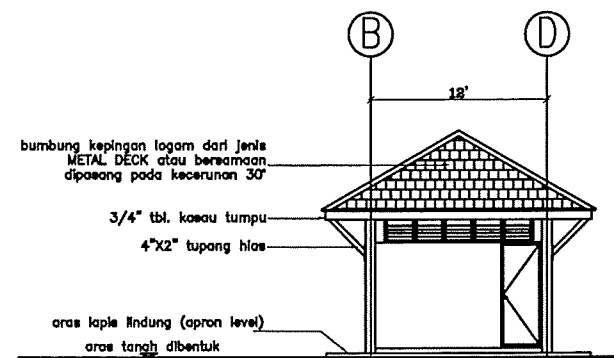 B
D
12'
bumbung kepingan logam dari jenis
METAL DECK atau bersamaan
dipasang pada kecerunan 30°
3/4" tbl. kasau tumpu
4"X2" tupang hias
aras lapis lindung (apron level)
aras tanah dibentuk